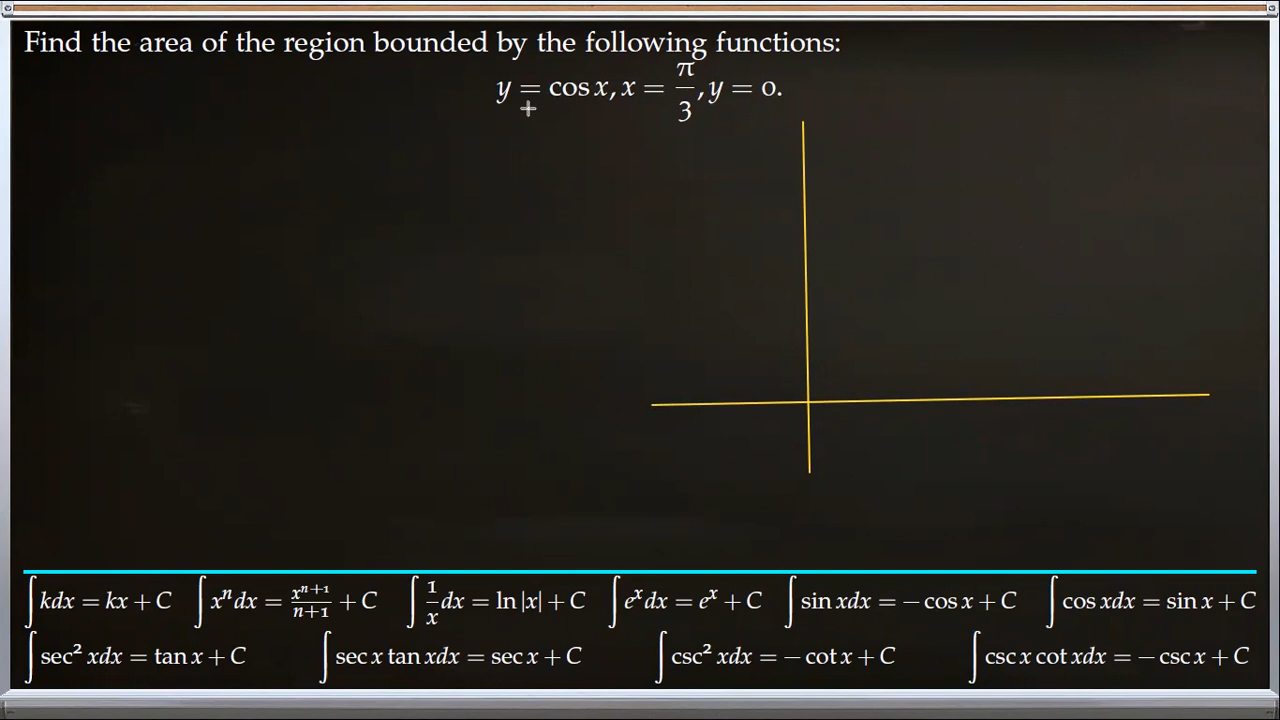 Find the area of the region bounded by the following functions:
y = cos x, x = π/3, y = 0.
∫ kdx = kx + C ∫ xⁿdx = xⁿ⁺¹/n+1 + C ∫ 1/x dx = ln |x| + C ∫ eˣdx = eˣ + C ∫ sin xdx = − cos x + C ∫ cos xdx = sin x + C
∫ sec² xdx = tan x + C ∫ sec x tan xdx = sec x + C ∫ csc² xdx = − cot x + C ∫ csc x cot xdx = − csc x + C